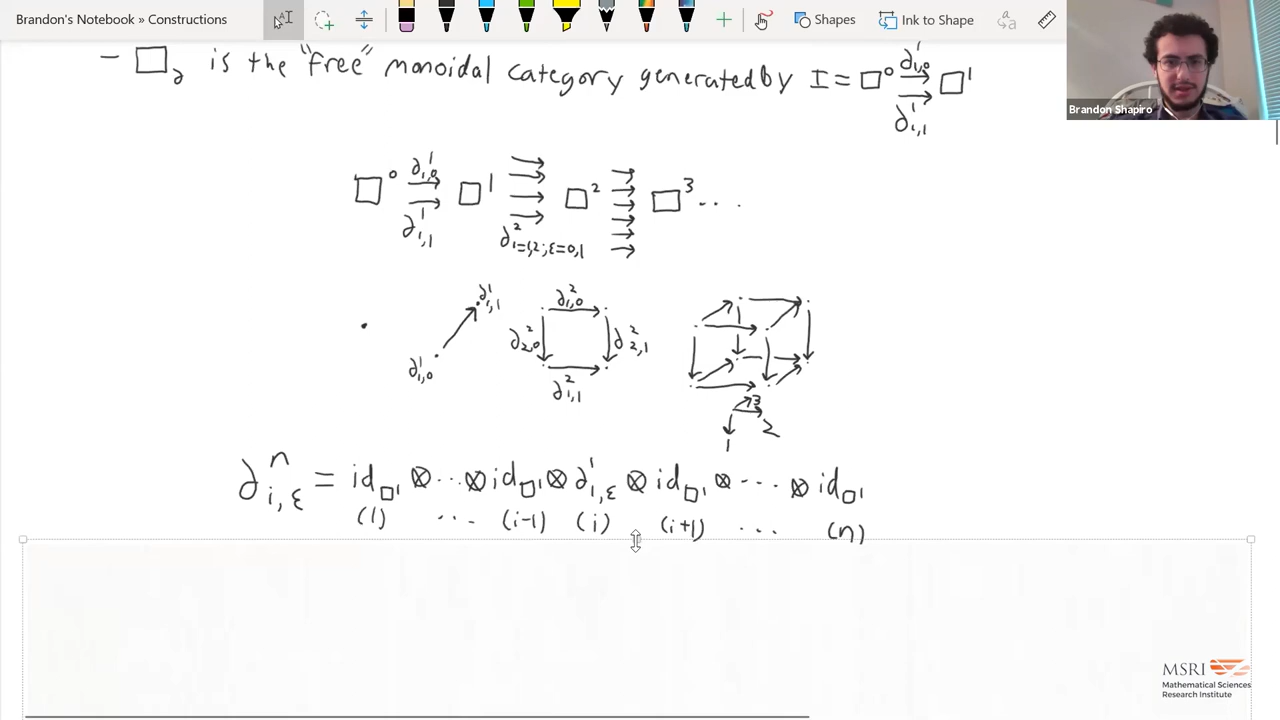 Brandon's Notebook » Constructions
Shapes
Ink to Shape
Brandon Shapiro
– □∂ is the "free" monoidal category generated by I = □⁰ ⇉ □¹
∂¹₁,₀
∂¹₁,₁
□⁰ □¹ □² □³ ....
∂¹₁,₀
∂¹₁,₁
∂²ᵢ₌₁,₂;ε₌₀,₁
∂¹₁,₀ ∂¹₁,₁
∂²₁,₀
∂²₂,₀ ∂²₂,₁
∂²₁,₁
3
2
1
∂ⁿᵢ,ε = id□¹ ⊗ ... ⊗ id□¹ ⊗ ∂¹₁,ε ⊗ id□¹ ⊗ ... ⊗ id□¹
(1) ... (i-1) (i) (i+1) ... (n)
MSRI
Mathematical Sciences
Research Institute